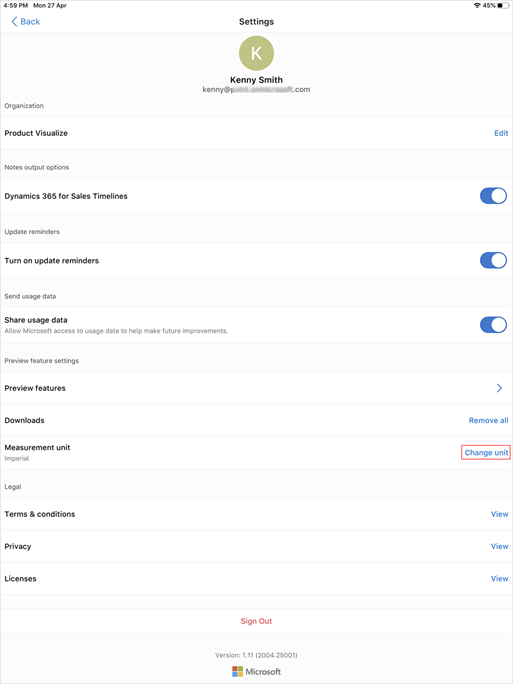 4:59 PM Mon 27 Apr 45%
Back Settings
K
Kenny Smith
kenny@ .com
Organization
Product Visualize Edit
Notes output options
Dynamics 365 for Sales Timelines
Update reminders
Turn on update reminders
Send usage data
Share usage data
Allow Microsoft access to usage data to help make future improvements.
Preview feature settings
Preview features
Downloads Remove all
Measurement unit
Imperial
Change unit
Legal
Terms & conditions View
Privacy View
Licenses View
Sign Out
Version: 1.11 (2004.25001)
Microsoft